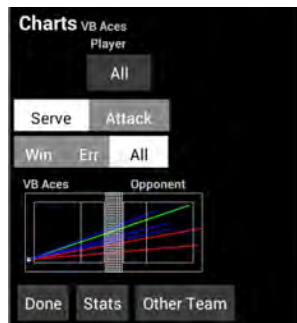 Charts VB Aces
Player
All
Serve Attack
Win Err All
VB Aces Opponent
Done Stats Other Team